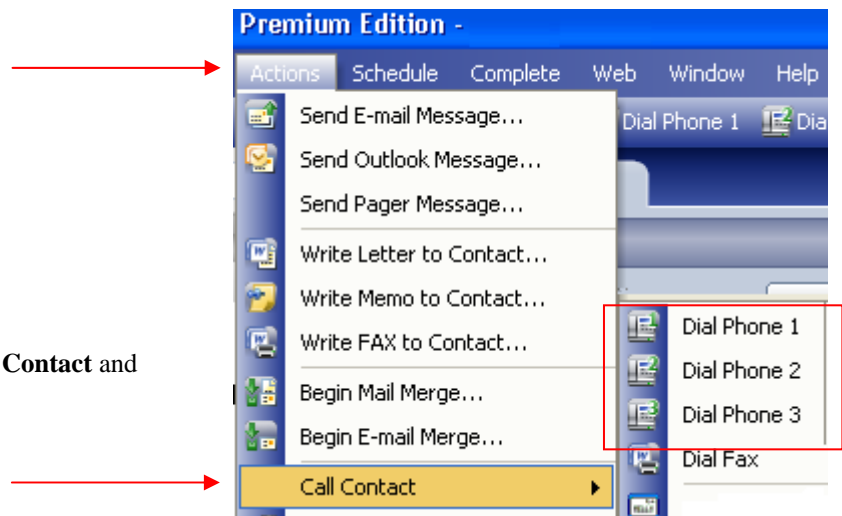 Premium Edition -
Actions Schedule Complete Web Window Help
Send E-mail Message...
Dial Phone 1 Dia
Send Outlook Message...
Send Pager Message...
Write Letter to Contact...
Write Memo to Contact...
Dial Phone 1
Write FAX to Contact...
Contact and
Dial Phone 2
Begin Mail Merge...
Dial Phone 3
Begin E-mail Merge...
Dial Fax
Call Contact